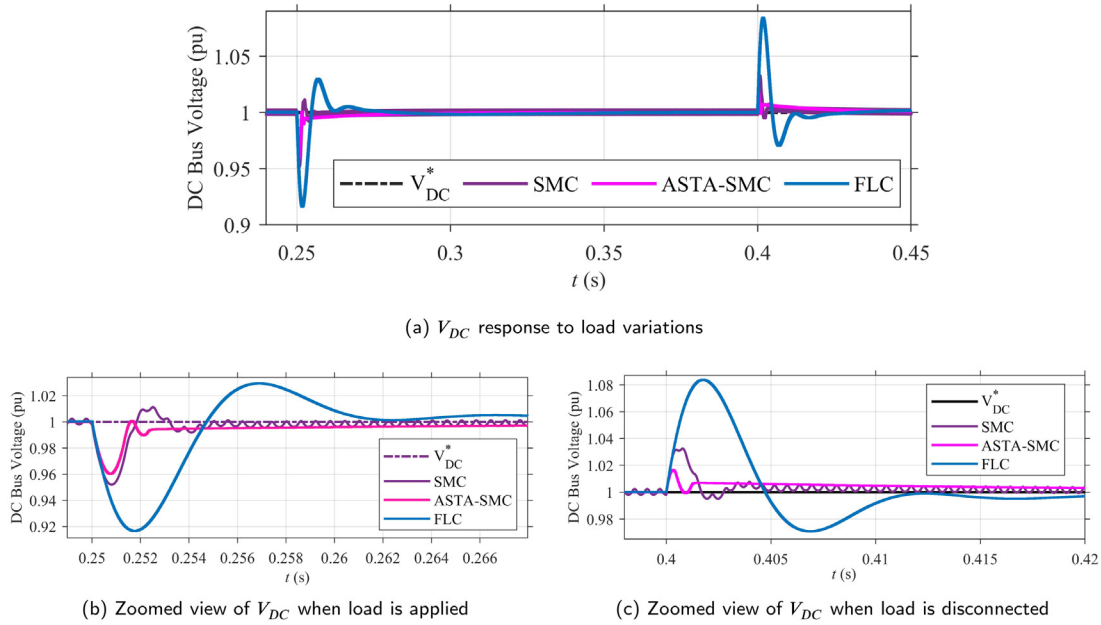 DC Bus Voltage (pu)
1.05
1
0.95
0.9
V*DC SMC ASTA-SMC FLC
0.25 0.3 0.35 0.4 0.45
t (s)
(a) VDC response to load variations
DC Bus Voltage (pu)
1.02
1
0.98
0.96
0.94
0.92
V*DC
SMC
ASTA-SMC
FLC
0.25 0.252 0.254 0.256 0.258 0.26 0.262 0.264 0.266
t (s)
(b) Zoomed view of VDC when load is applied
DC Bus Voltage (pu)
1.08
1.06
1.04
1.02
1
0.98
V*DC
SMC
ASTA-SMC
FLC
0.4 0.405 0.41 0.415 0.42
t (s)
(c) Zoomed view of VDC when load is disconnected